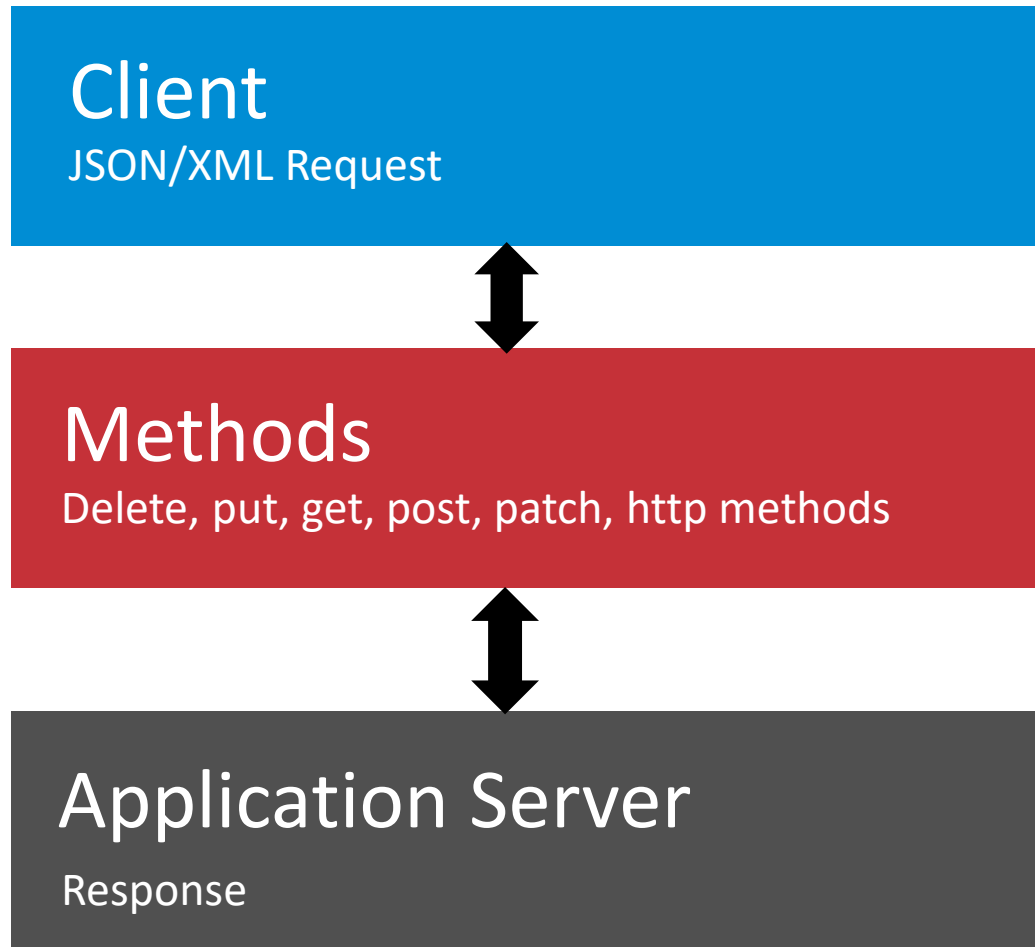 Client
JSON/XML Request
Methods
Delete, put, get, post, patch, http methods
Application Server
Response